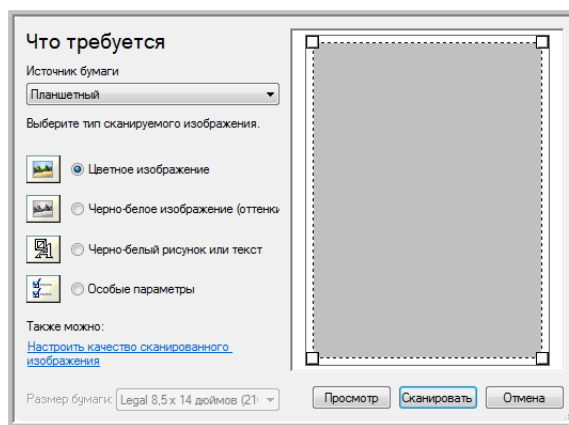 Что требуется
Источник бумаги
Планшетный
Выберите тип сканируемого изображения.
Цветное изображение
Черно-белое изображение (оттенки
Черно-белый рисунок или текст
Особые параметры
Также можно:
Настроить качество сканированного
изображения
Размер бумаги: Legal 8,5 x 14 дюймов (21
Просмотр Сканировать Отмена